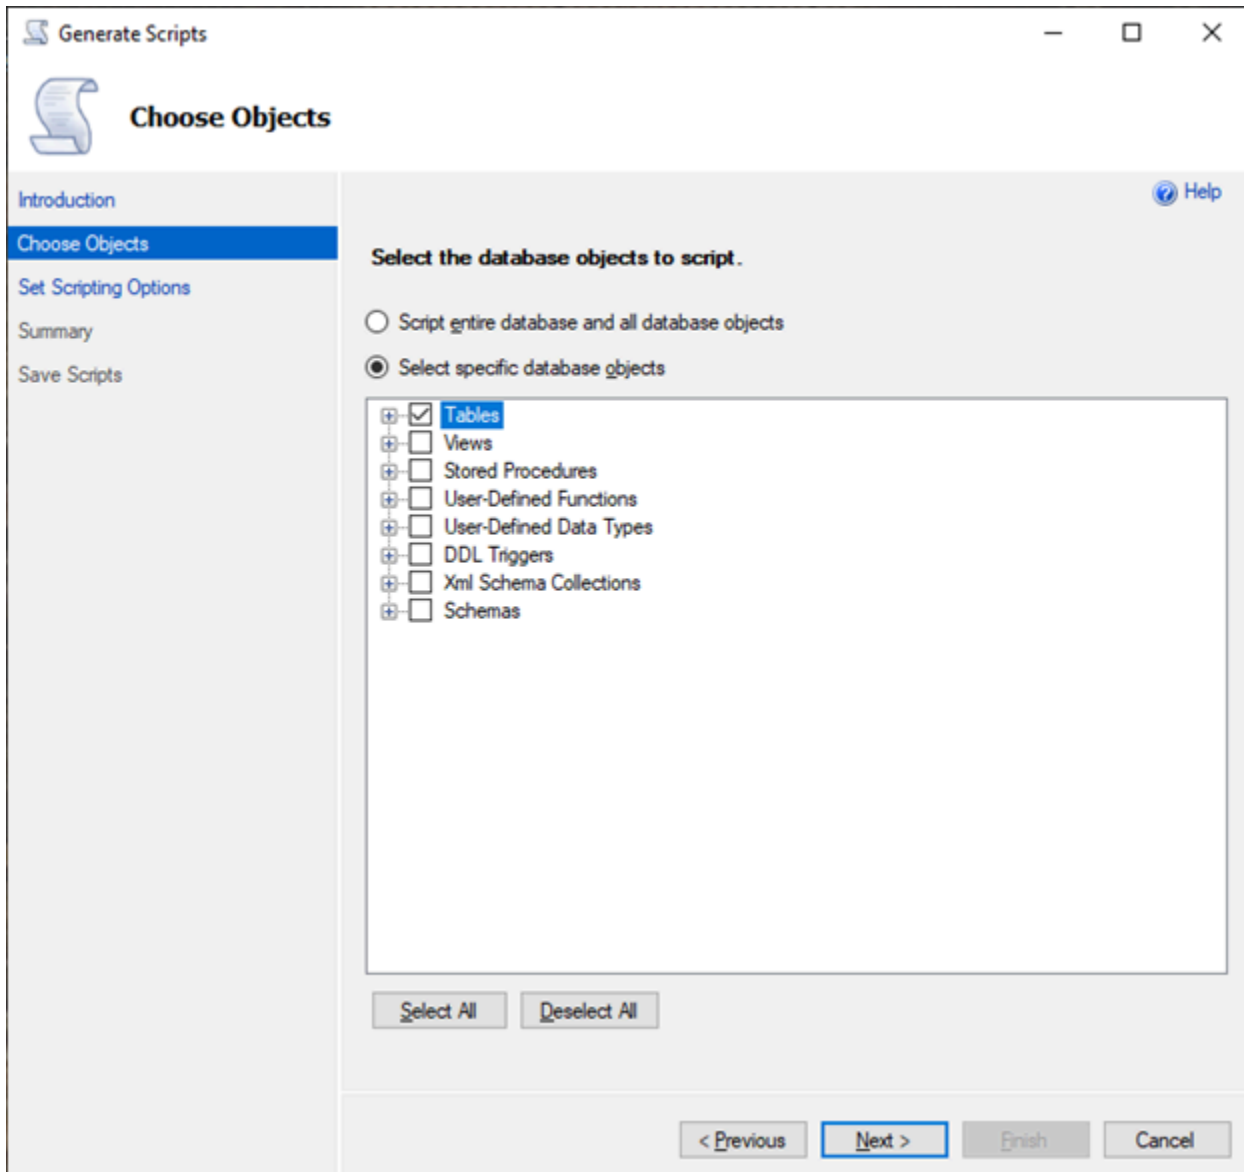 Generate Scripts
Choose Objects
Introduction
Choose Objects
Set Scripting Options
Summary
Save Scripts
Help
Select the database objects to script.
Script entire database and all database objects
Select specific database objects
Tables
Views
Stored Procedures
User-Defined Functions
User-Defined Data Types
DDL Triggers
Xml Schema Collections
Schemas
Select All
Deselect All
< Previous
Next >
Finish
Cancel